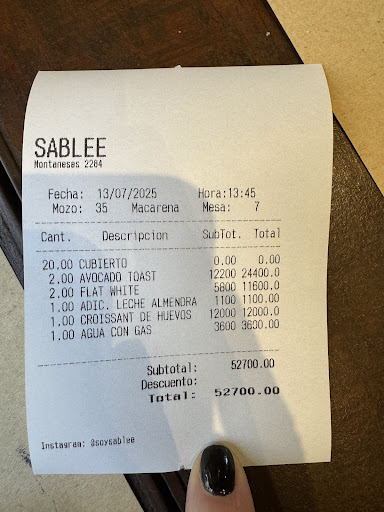 SABLEE
Montaneses 2284
Fecha: 13/07/2025 Hora:13:45
Mozo: 35 Macarena Mesa: 7
Cant. Descripcion SubTot. Total
20.00 CUBIERTO 0.00 0.00
2.00 AVOCADO TOAST 12200 24400.0
2.00 FLAT WHITE 5800 11600.0
1.00 ADIC. LECHE ALMENDRA 1100 1100.00
1.00 CROISSANT DE HUEVOS 12000 12000.0
1.00 AGUA CON GAS 3600 3600.00
Subtotal: 52700.00
Descuento:
Total: 52700.00
Instagram: @soysablee